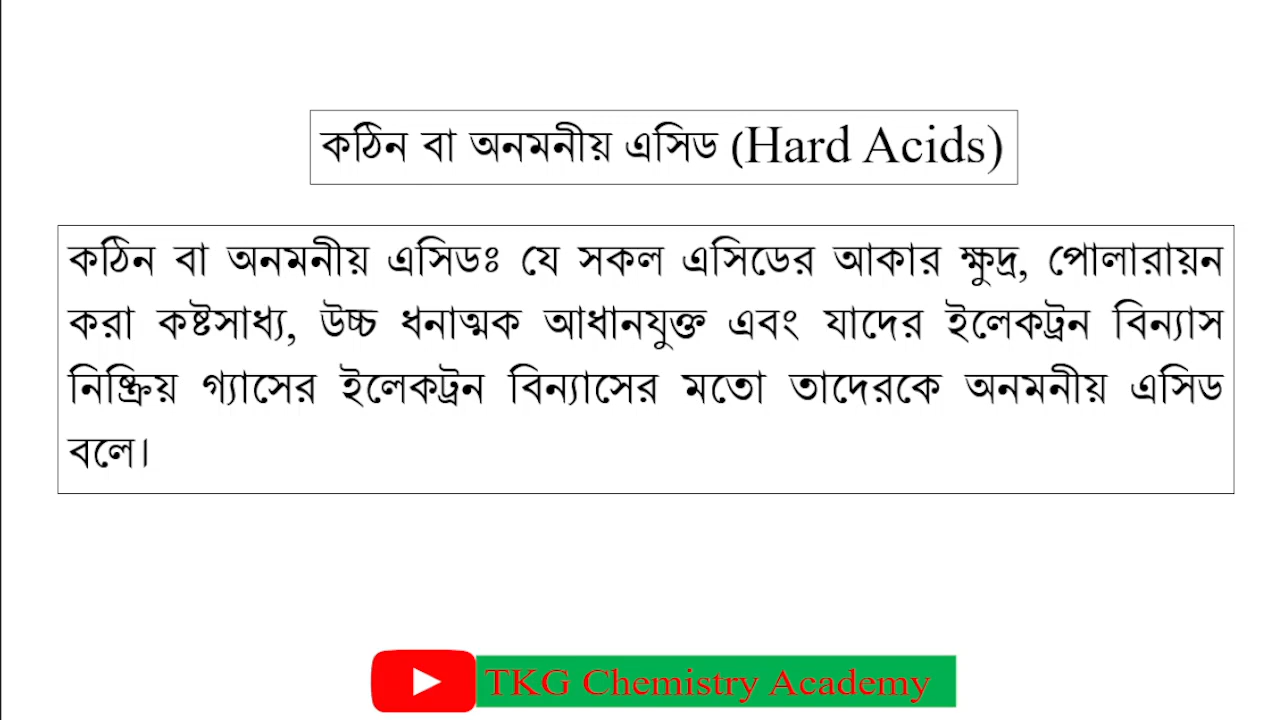 কঠিন বা অনমনীয় এসিড (Hard Acids)
কঠিন বা অনমনীয় এসিডঃ যে সকল এসিডের আকার ক্ষুদ্র, পোলারায়ন
করা কষ্টসাধ্য, উচ্চ ধনাত্মক আধানযুক্ত এবং যাদের ইলেকট্রন বিন্যাস
নিষ্ক্রিয় গ্যাসের ইলেকট্রন বিন্যাসের মতো তাদেরকে অনমনীয় এসিড
বলে।
TKG Chemistry Academy